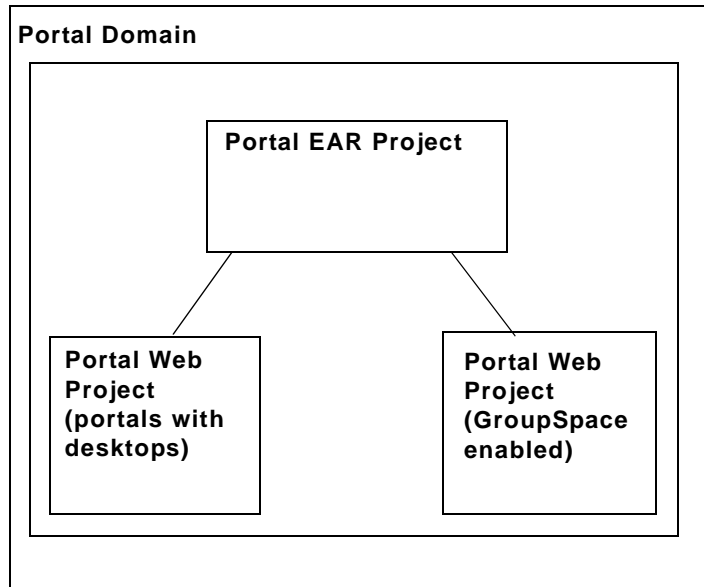 Portal Domain
Portal EAR Project
Portal Web
Project
(portals with
desktops)
Portal Web
Project
(GroupSpace
enabled)